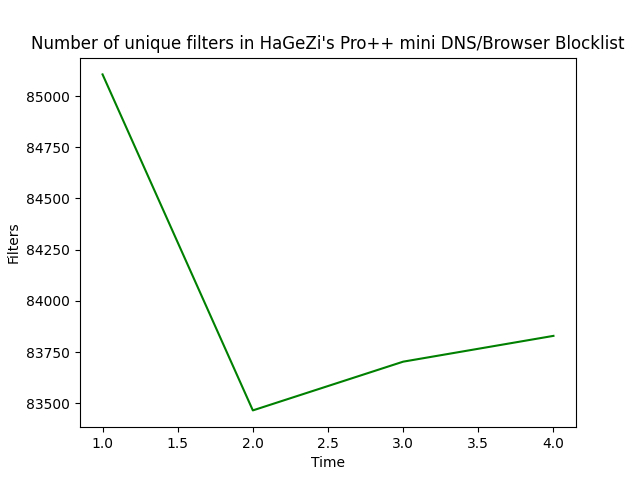 Number of unique filters in HaGeZi's Pro++ mini DNS/Browser Blocklist
85000
84750
84500
84250
84000
83750
83500
Filters
1.0 1.5 2.0 2.5 3.0 3.5 4.0
Time